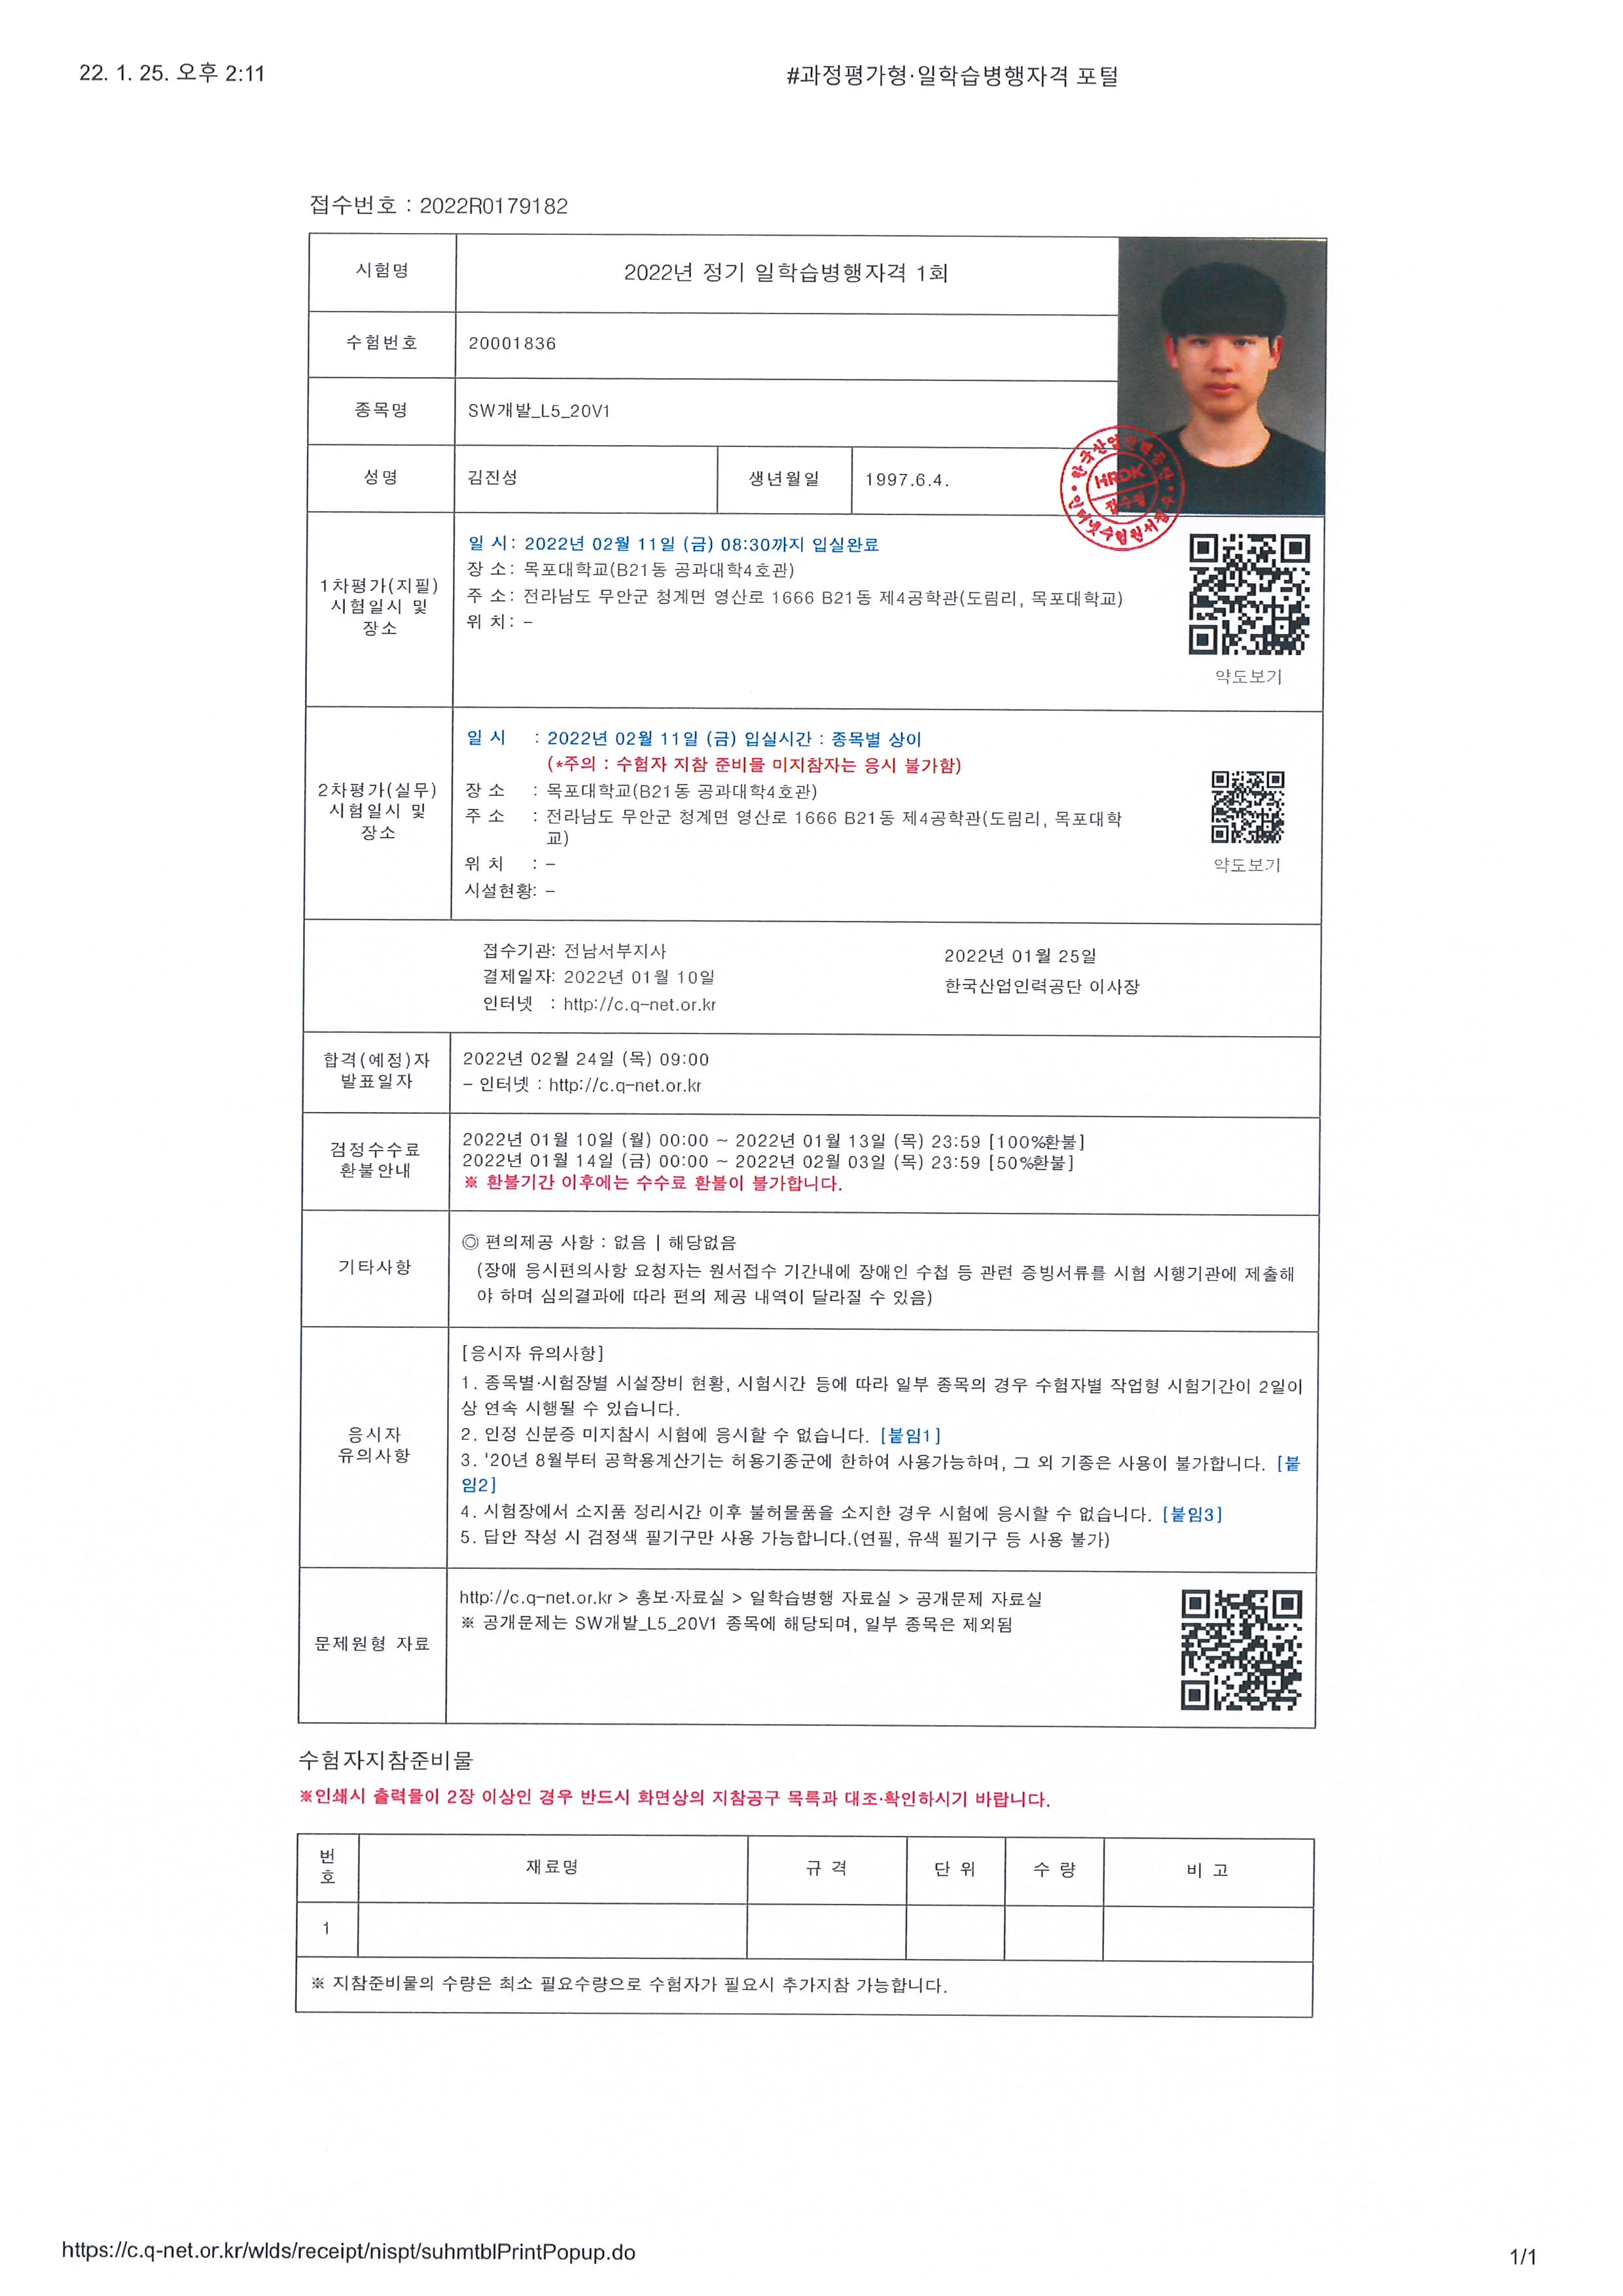 22. 1. 25. 오후 2:11
#과정평가형·일학습병행자격 포털
접수번호 : 2022R0179182
시험명
2022년 정기 일학습병행자격 1회
수험번호
20001836
종목명
SW개발_L5_20V1
성명
김진성
생년월일
1997.6.4.
한국산업인력공단
HRDK
접수필
인터넷수험원서접수
1차평가(지필)
시험일시 및
장소
일 시: 2022년 02월 11일 (금) 08:30까지 입실완료
장 소: 목포대학교(B21동 공과대학4호관)
주 소: 전라남도 무안군 청계면 영산로 1666 B21동 제4공학관(도림리, 목포대학교)
위 치: –
약도보기
2차평가(실무)
시험일시 및
장소
일 시 : 2022년 02월 11일 (금) 입실시간 : 종목별 상이
(*주의 : 수험자 지참 준비물 미지참자는 응시 불가함)
장 소 : 목포대학교(B21동 공과대학4호관)
주 소 : 전라남도 무안군 청계면 영산로 1666 B21동 제4공학관(도림리, 목포대학
교)
위 치 : –
시설현황: –
약도보기
접수기관: 전남서부지사
결제일자: 2022년 01월 10일
인터넷 : http://c.q-net.or.kr
2022년 01월 25일
한국산업인력공단 이사장
합격(예정)자
발표일자
2022년 02월 24일 (목) 09:00
– 인터넷 : http://c.q-net.or.kr
검정수수료
환불안내
2022년 01월 10일 (월) 00:00 ~ 2022년 01월 13일 (목) 23:59 [100%환불]
2022년 01월 14일 (금) 00:00 ~ 2022년 02월 03일 (목) 23:59 [50%환불]
※ 환불기간 이후에는 수수료 환불이 불가합니다.
기타사항
◎ 편의제공 사항 : 없음 | 해당없음
(장애 응시편의사항 요청자는 원서접수 기간내에 장애인 수첩 등 관련 증빙서류를 시험 시행기관에 제출해
야 하며 심의결과에 따라 편의 제공 내역이 달라질 수 있음)
응시자
유의사항
[응시자 유의사항]
1. 종목별·시험장별 시설장비 현황, 시험시간 등에 따라 일부 종목의 경우 수험자별 작업형 시험기간이 2일이
상 연속 시행될 수 있습니다.
2. 인정 신분증 미지참시 시험에 응시할 수 없습니다. [붙임1]
3. '20년 8월부터 공학용계산기는 허용기종군에 한하여 사용가능하며, 그 외 기종은 사용이 불가합니다. [붙
임2]
4. 시험장에서 소지품 정리시간 이후 불허물품을 소지한 경우 시험에 응시할 수 없습니다. [붙임3]
5. 답안 작성 시 검정색 필기구만 사용 가능합니다.(연필, 유색 필기구 등 사용 불가)
문제원형 자료
http://c.q-net.or.kr > 홍보·자료실 > 일학습병행 자료실 > 공개문제 자료실
※ 공개문제는 SW개발_L5_20V1 종목에 해당되며, 일부 종목은 제외됨
수험자지참준비물
※인쇄시 출력물이 2장 이상인 경우 반드시 화면상의 지참공구 목록과 대조·확인하시기 바랍니다.
번
호
재료명
규 격
단 위
수 량
비 고
1
※ 지참준비물의 수량은 최소 필요수량으로 수험자가 필요시 추가지참 가능합니다.
https://c.q-net.or.kr/wlds/receipt/nispt/suhmtblPrintPopup.do
1/1